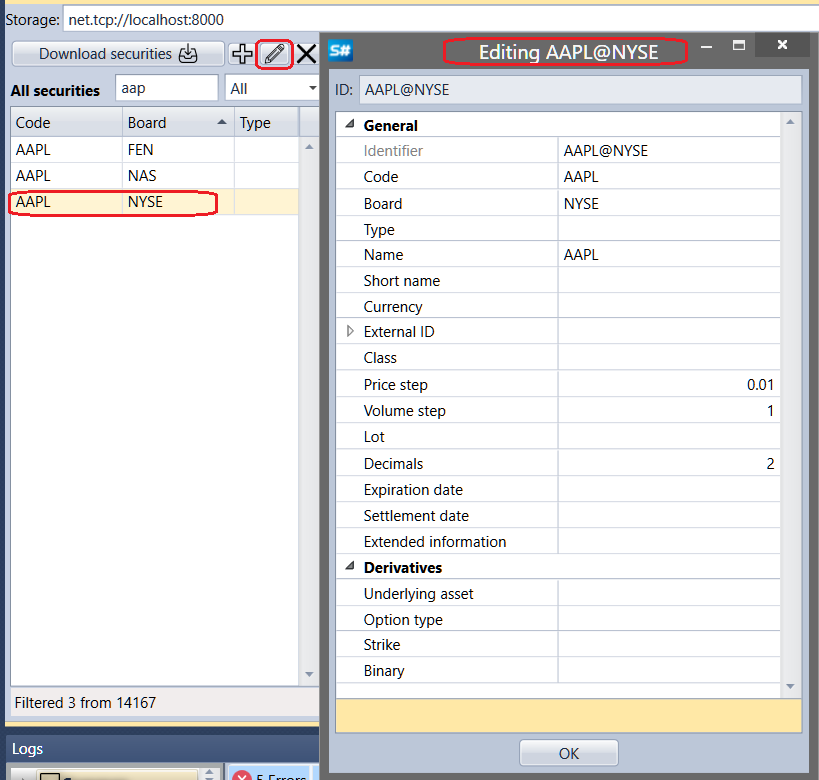 Storage: net.tcp://localhost:8000
Download securities
All securities aap All
Code Board Type
AAPL FEN
AAPL NAS
AAPL NYSE
Filtered 3 from 14167
Logs
5 Errors
S# Editing AAPL@NYSE
ID: AAPL@NYSE
General
Identifier AAPL@NYSE
Code AAPL
Board NYSE
Type
Name AAPL
Short name
Currency
External ID
Class
Price step 0.01
Volume step 1
Lot
Decimals 2
Expiration date
Settlement date
Extended information
Derivatives
Underlying asset
Option type
Strike
Binary
OK